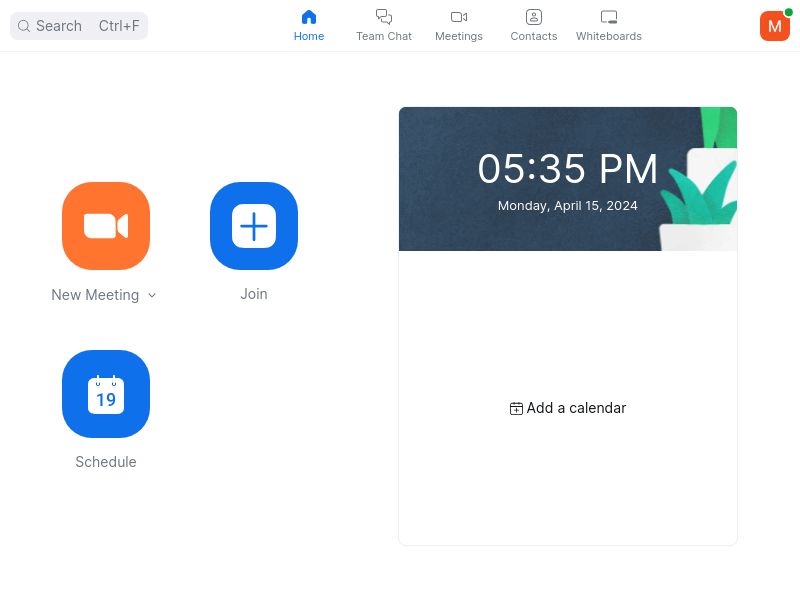 Search Ctrl+F
Home
Team Chat
Meetings
Contacts
Whiteboards
M
05:35 PM
Monday, April 15, 2024
New Meeting
Join
19
Schedule
Add a calendar